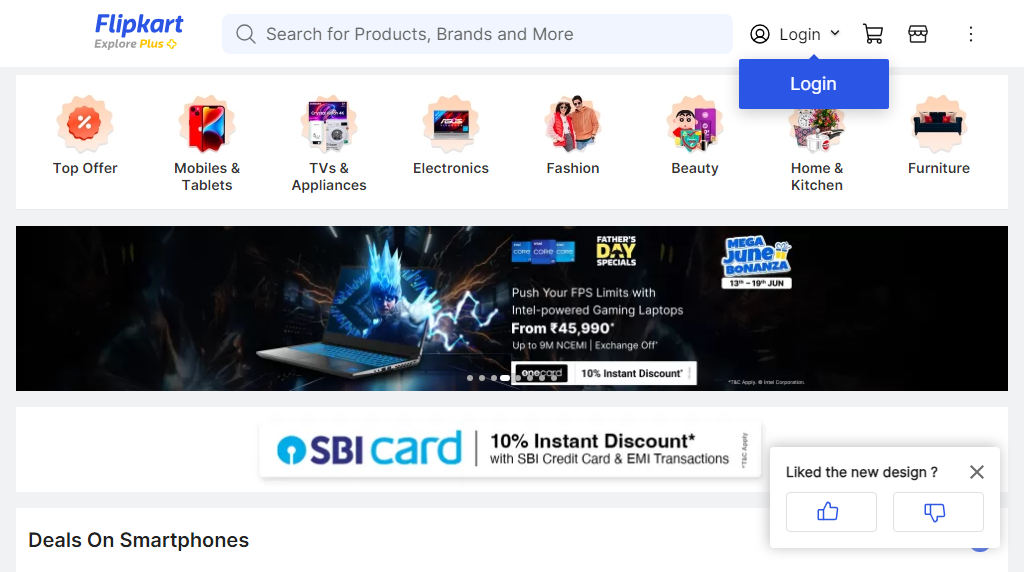 Flipkart
Explore Plus
Search for Products, Brands and More
Login
Login
Top Offer
Mobiles &
Tablets
TVs &
Appliances
Electronics
Fashion
Beauty
Home &
Kitchen
Furniture
FATHER'S
DAY
SPECIALS
MEGA
June
BONANZA
13th – 19th JUN
Push Your FPS Limits with
Intel-powered Gaming Laptops
From ₹45,990*
Up to 9M NCEMI | Exchange Off*
onecard
10% Instant Discount*
*T&C Apply. © Intel Corporation.
SBI card
10% Instant Discount*
with SBI Credit Card & EMI Transactions
*T&C Apply
Liked the new design ?
Deals On Smartphones